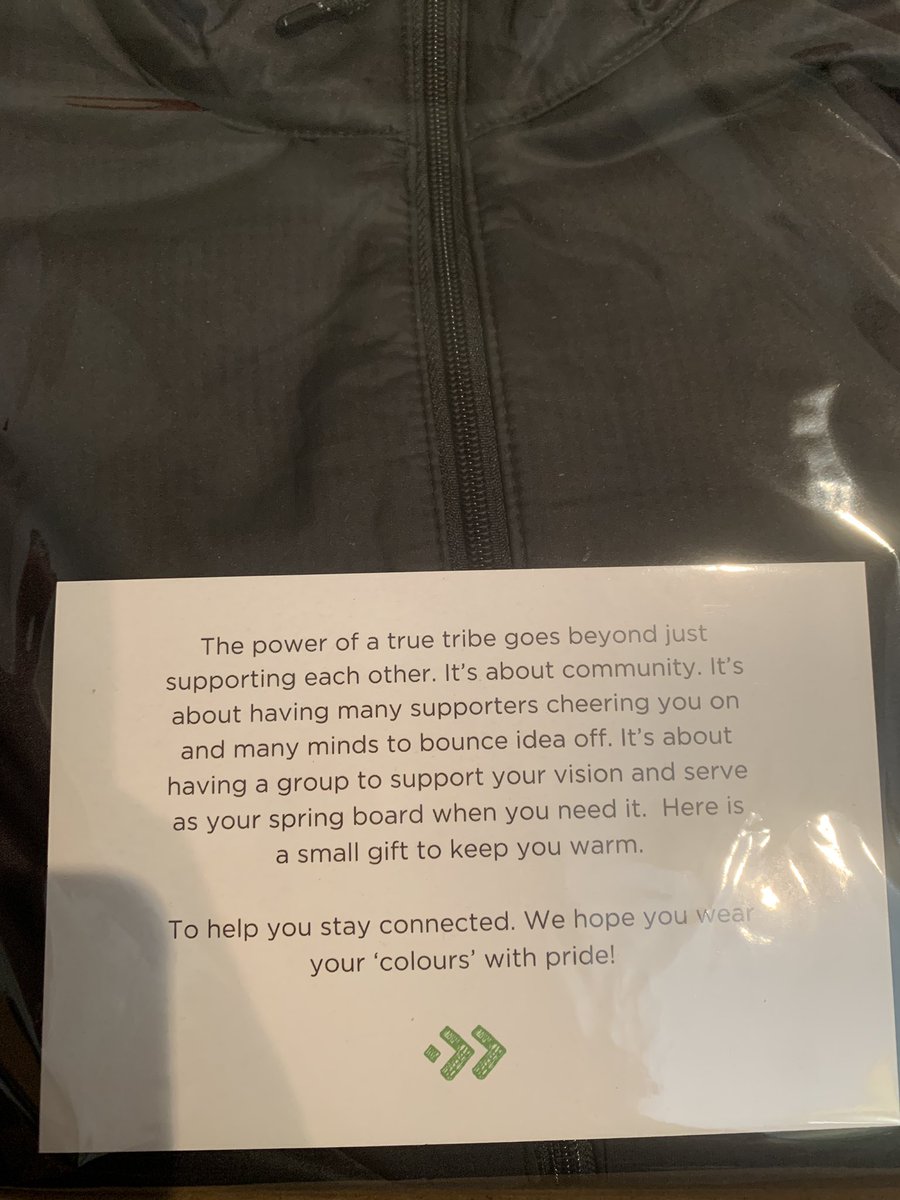 The power of a true tribe goes beyond just
supporting each other. It's about community. It's
about having many supporters cheering you on
and many minds to bounce idea off. It's about
having a group to support your vision and serve
as your spring board when you need it.  Here is
a small gift to keep you warm.
To help you stay connected. We hope you wear
your ‘colours’ with pride!